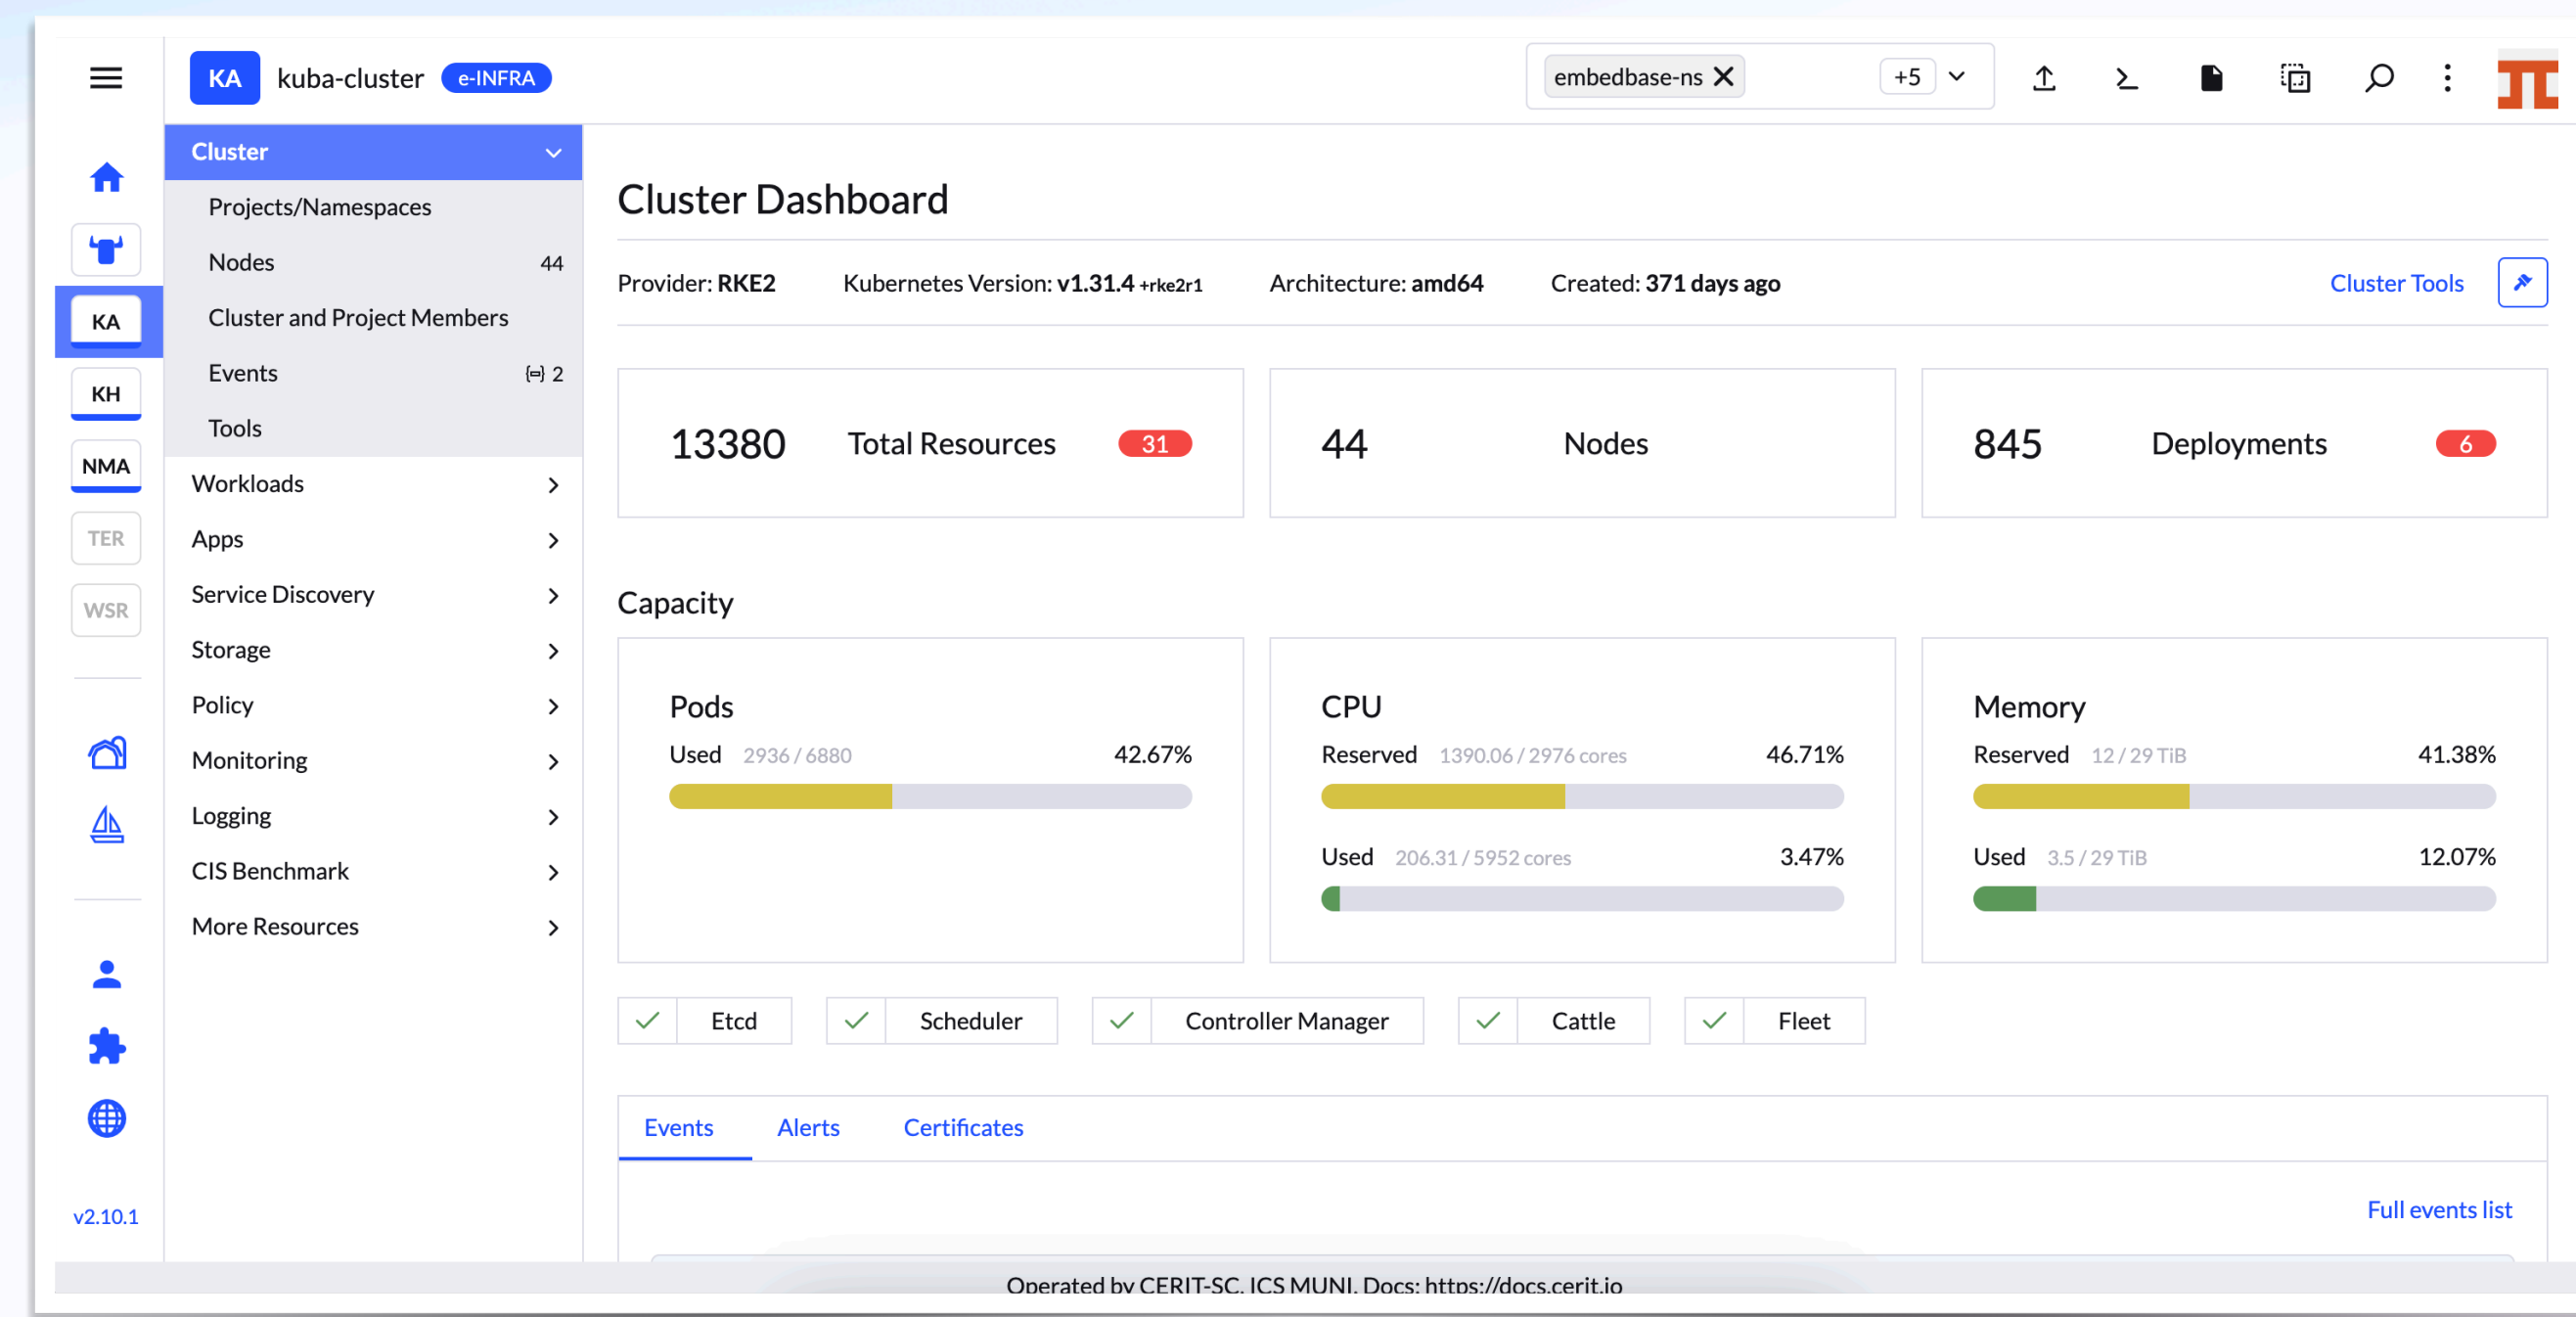 KA kuba-cluster e-INFRA embedbase-ns +5
Cluster
Projects/Namespaces
Nodes 44
Cluster and Project Members
Events 2
Tools
Workloads
Apps
Service Discovery
Storage
Policy
Monitoring
Logging
CIS Benchmark
More Resources
KA
KH
NMA
TER
WSR
v2.10.1
Cluster Dashboard
Provider: RKE2 Kubernetes Version: v1.31.4 +rke2r1 Architecture: amd64 Created: 371 days ago Cluster Tools
13380 Total Resources 31
44 Nodes
845 Deployments 6
Capacity
Pods
Used 2936 / 6880 42.67%
CPU
Reserved 1390.06 / 2976 cores 46.71%
Used 206.31 / 5952 cores 3.47%
Memory
Reserved 12 / 29 TiB 41.38%
Used 3.5 / 29 TiB 12.07%
Etcd Scheduler Controller Manager Cattle Fleet
Events Alerts Certificates
Full events list
Operated by CERIT-SC, ICS MUNI. Docs: https://docs.cerit.io